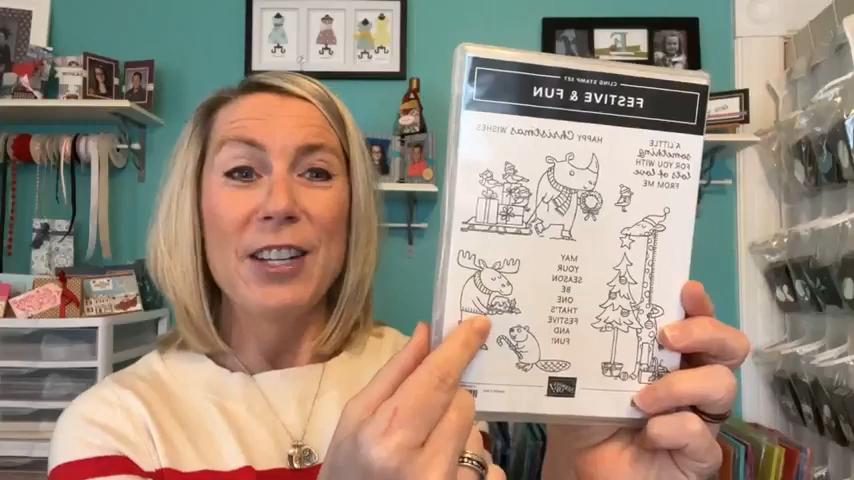 CLING STAMP SET
FESTIVE & FUN
HAPPY Christmas WISHES
A LITTLE
something
FOR YOU WITH
lots of love
FROM ME
MAY
YOUR
SEASON
BE
ONE
THAT'S
FESTIVE
AND
FUN!